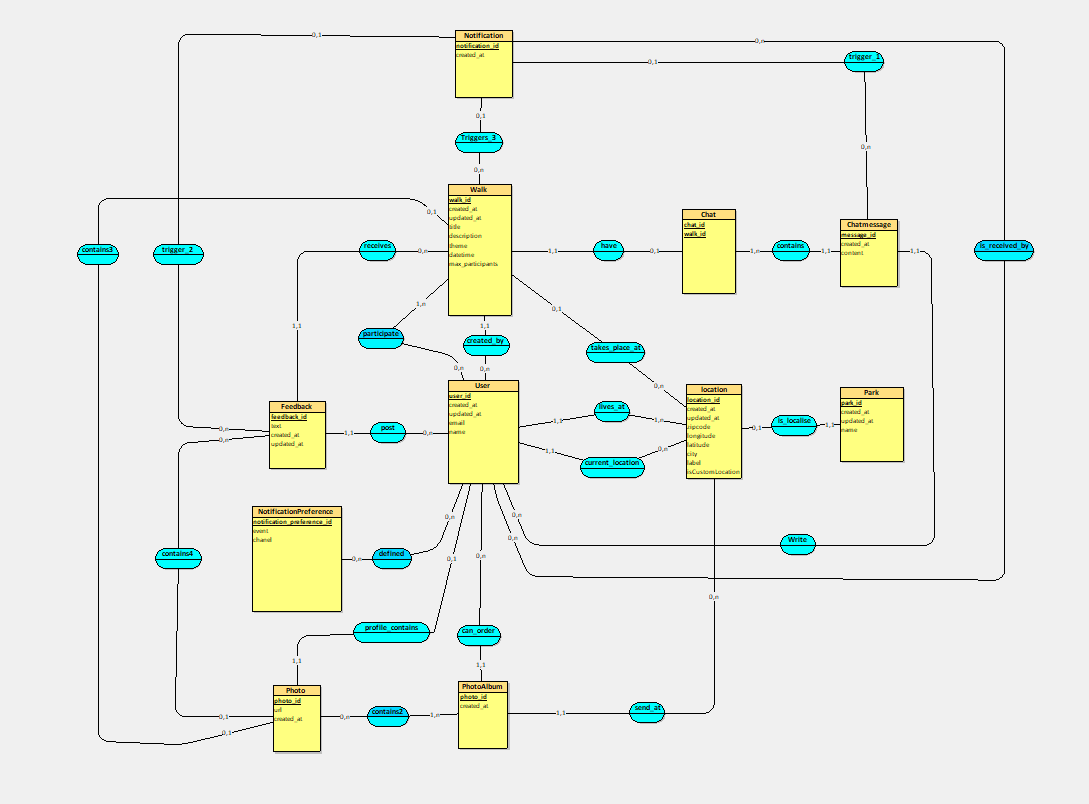 Notification
notification_id
created_at
0,1
0,n
0,1
trigger_1
0,1
Triggers_3
0,n
0,n
Walk
walk_id
created_at
updated_at
title
description
theme
datetime
max_participants
0,1
contains3
trigger_2
receives
0,n
1,1
have
0,1
Chat
chat_id
walk_id
1,n
contains
1,1
Chatmessage
message_id
created_at
content
1,1
is_received_by
1,n
0,1
1,1
1,1
participate
created_by
takes_place_at
0,n
0,n
0,n
User
user_id
created_at
updated_at
email
name
location
location_id
created_at
updated_at
zipcode
longitude
latitude
city
label
isCustomLocation
Park
park_id
created_at
updated_at
name
Feedback
feedback_id
text
created_at
updated_at
0,n
0,n
1,1
post
0,n
1,1
lives_at
1,n
0,1
is_localise
1,1
1,1
current_location
0,n
NotificationPreference
notification_preference_id
event
chanel
0,n
0,n
0,n
Write
contains4
0,n
defined
0,1
0,n
0,n
profile_contains
can_order
1,1
1,1
Photo
photo_id
url
created_at
PhotoAlbum
photo_id
created_at
0,1
0,1
0,n
contains2
1,n
1,1
send_at